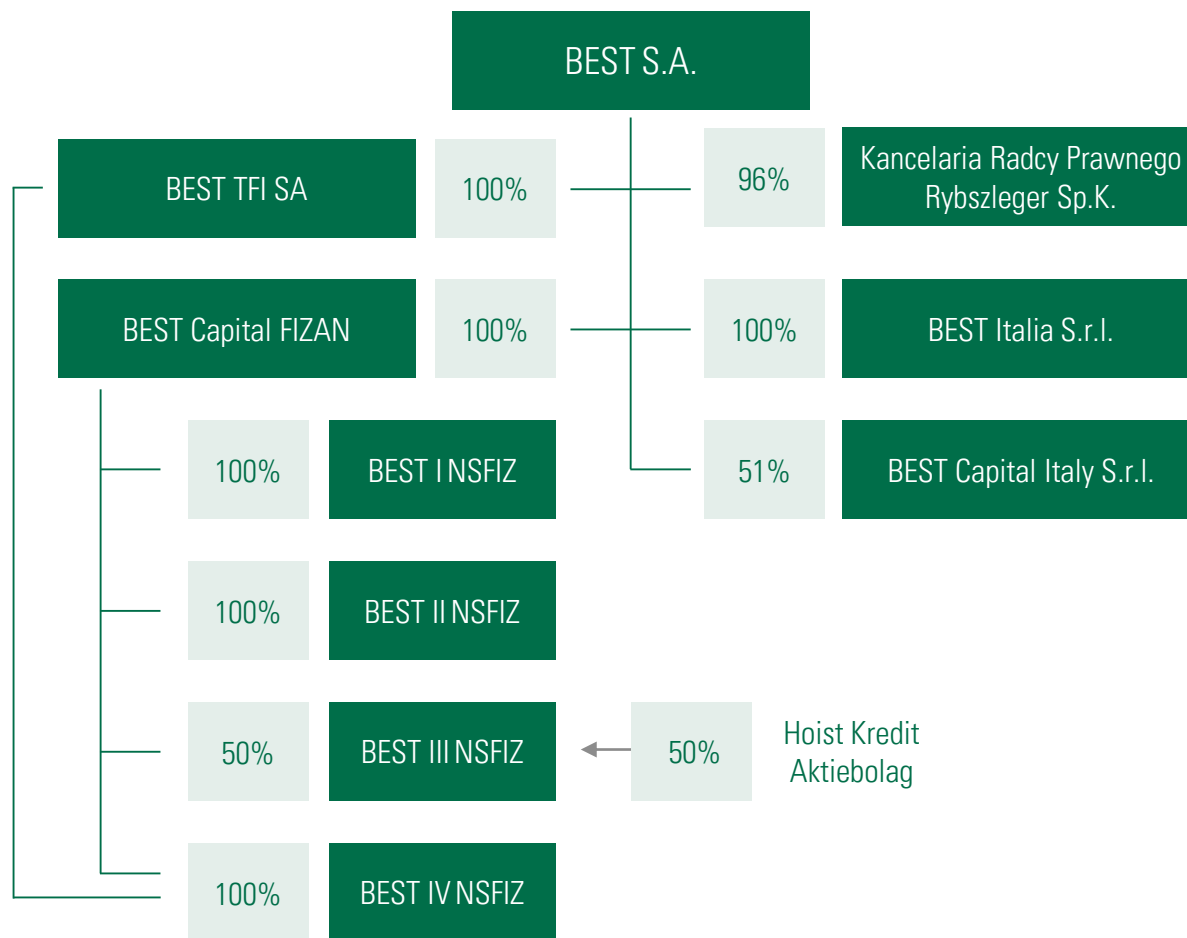 BEST S.A.
BEST TFI SA
100%
96%
Kancelaria Radcy Prawnego
Rybszleger Sp.K.
BEST Capital FIZAN
100%
100%
BEST Italia S.r.l.
100%
BEST I NSFIZ
51%
BEST Capital Italy S.r.l.
100%
BEST II NSFIZ
50%
BEST III NSFIZ
50%
Hoist Kredit
Aktiebolag
100%
BEST IV NSFIZ